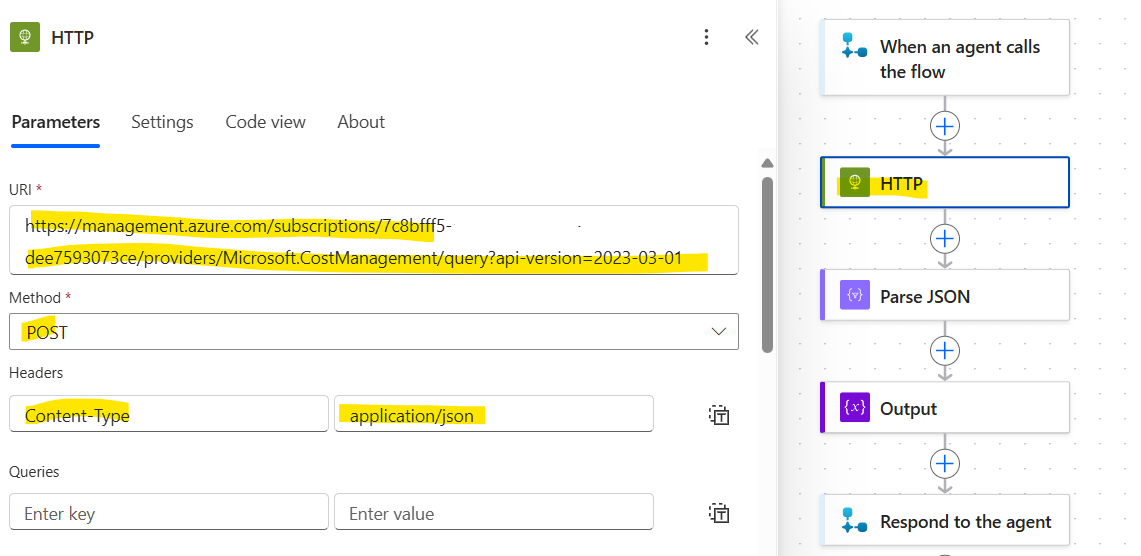 HTTP
Parameters
Settings
Code view
About
URI *
https://management.azure.com/subscriptions/7c8bfff5-
dee7593073ce/providers/Microsoft.CostManagement/query?api-version=2023-03-01
Method *
POST
Headers
Content-Type
application/json
Queries
Enter key
Enter value
When an agent calls
the flow
HTTP
Parse JSON
Output
Respond to the agent